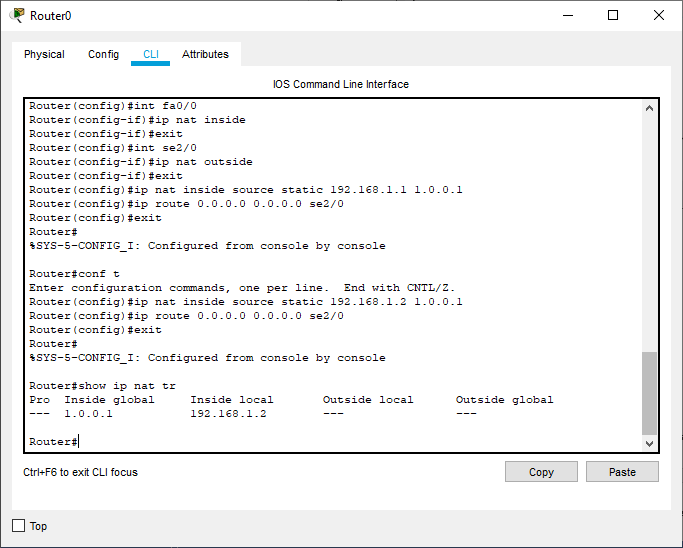 Router0
Physical Config CLI Attributes
IOS Command Line Interface
Router(config)#int fa0/0
Router(config-if)#ip nat inside
Router(config-if)#exit
Router(config)#int se2/0
Router(config-if)#ip nat outside
Router(config-if)#exit
Router(config)#ip nat inside source static 192.168.1.1 1.0.0.1
Router(config)#ip route 0.0.0.0 0.0.0.0 se2/0
Router(config)#exit
Router#
%SYS-5-CONFIG_I: Configured from console by console
Router#conf t
Enter configuration commands, one per line.  End with CNTL/Z.
Router(config)#ip nat inside source static 192.168.1.2 1.0.0.1
Router(config)#ip route 0.0.0.0 0.0.0.0 se2/0
Router(config)#exit
Router#
%SYS-5-CONFIG_I: Configured from console by console
Router#show ip nat tr
Pro  Inside global     Inside local       Outside local      Outside global
---  1.0.0.1           192.168.1.2        ---                ---
Router#
Ctrl+F6 to exit CLI focus
Copy Paste
Top